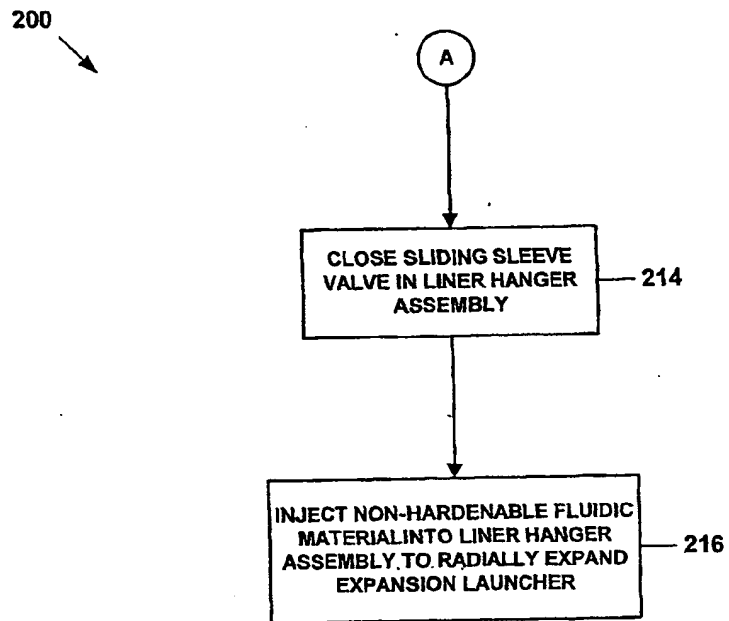 200
A
CLOSE SLIDING SLEEVE
VALVE IN LINER HANGER
ASSEMBLY
214
INJECT NON-HARDENABLE FLUIDIC
MATERIALINTO LINER HANGER
ASSEMBLY TO RADIALLY EXPAND
EXPANSION LAUNCHER
216